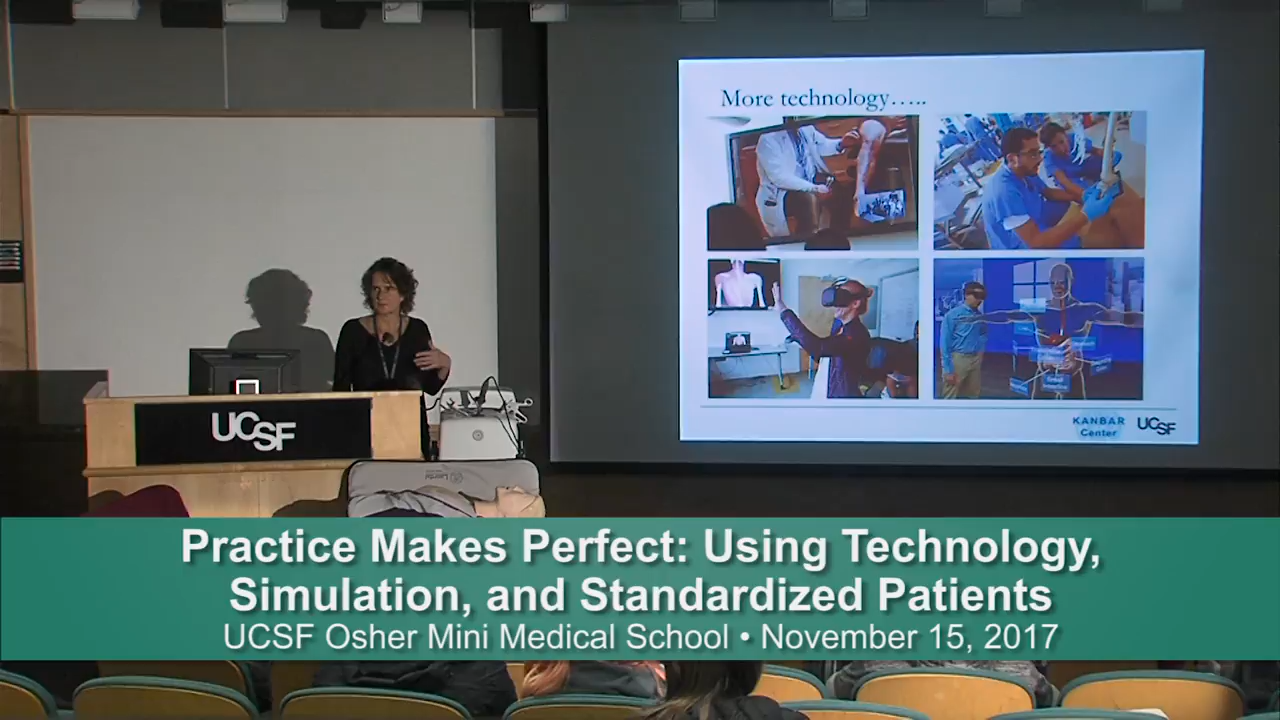 More technology.....
KANBAR
Center
UCSF
UCSF
Practice Makes Perfect: Using Technology,
Simulation, and Standardized Patients
UCSF Osher Mini Medical School • November 15, 2017